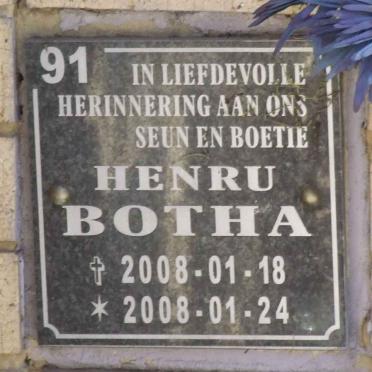 91 IN LIEFDEVOLLE
HERINNERING AAN ONS
SEUN EN BOETIE
HENRU
BOTHA
✝ 2008-01-18
✶ 2008-01-24